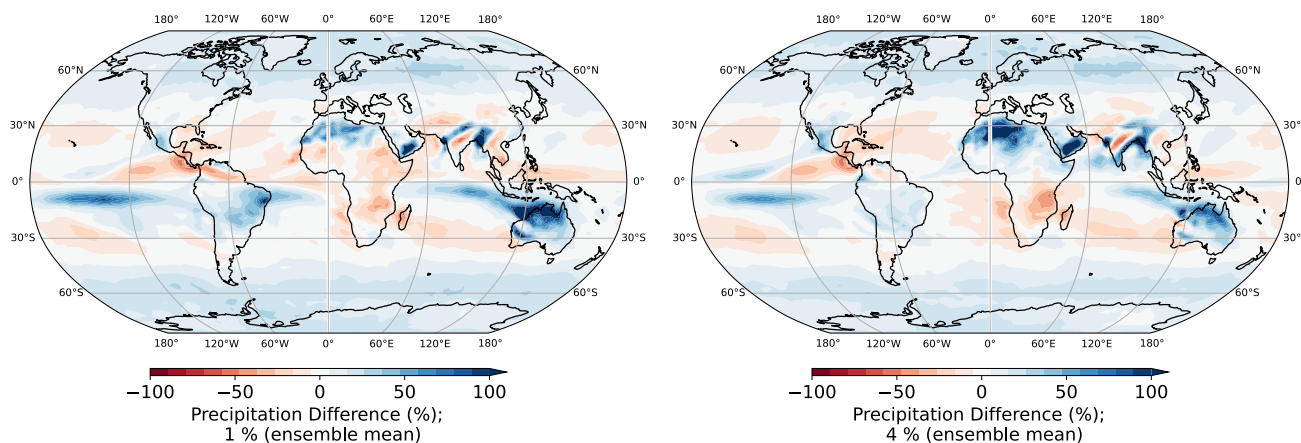 180° 120°W 60°W 0° 60°E 120°E 180°
60°N 60°N
30°N 30°N
0° 0°
30°S 30°S
60°S 60°S
180° 120°W 60°W 0° 60°E 120°E 180°
−100 −50 0 50 100
Precipitation Difference (%);
1 % (ensemble mean)
180° 120°W 60°W 0° 60°E 120°E 180°
60°N 60°N
30°N 30°
0° 0°
30°S 30°
60°S 60°S
180° 120°W 60°W 0° 60°E 120°E 180°
−100 −50 0 50 100
Precipitation Difference (%);
4 % (ensemble mean)